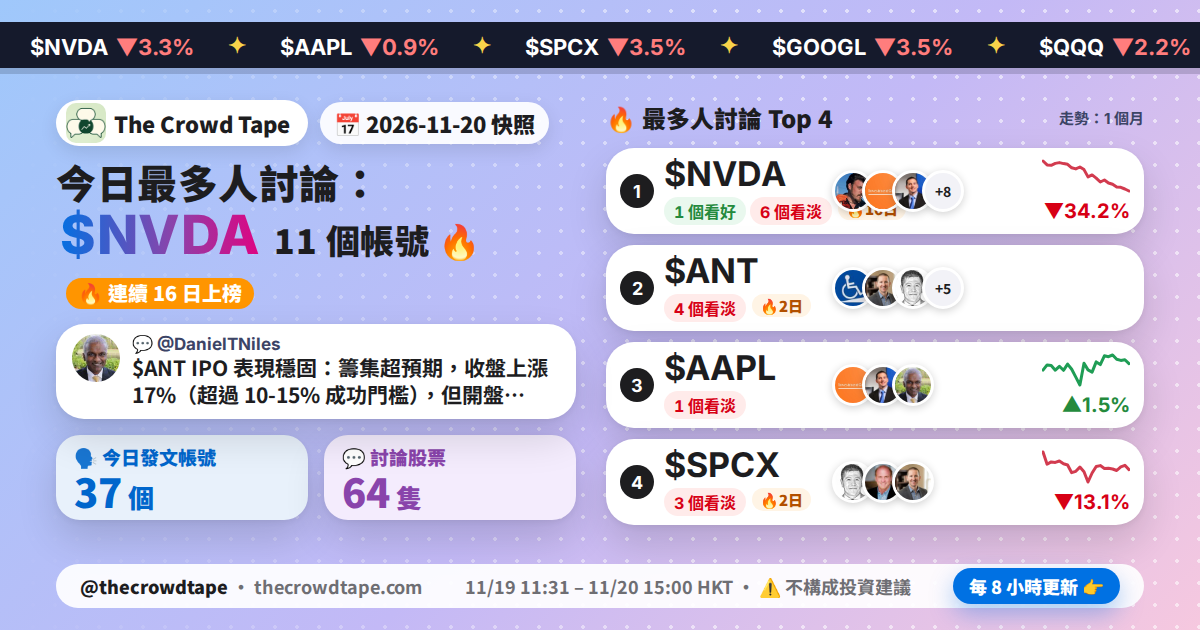 $NVDA ▼3.3% ✦ $AAPL ▼0.9% ✦ $SPCX ▼3.5% ✦ $GOOGL ▼3.5% ✦ $QQQ ▼2.2%
The Crowd Tape
📅 2026-11-20 快照
今日最多人討論：
$NVDA 11 個帳號 🔥
🔥 連續 16 日上榜
💬 @DanielTNiles
$ANT IPO 表現穩固：籌集超預期，收盤上漲
17%（超過 10-15% 成功門檻），但開盤…
🗣️ 今日發文帳號
37 個
💬 討論股票
64 隻
🔥 最多人討論 Top 4
走勢：1 個月
1 $NVDA
1 個看好 6 個看淡
+8
▼34.2%
2 $ANT
4 個看淡 🔥2日
+5
3 $AAPL
1 個看淡
▲1.5%
4 $SPCX
3 個看淡 🔥2日
▼13.1%
@thecrowdtape • thecrowdtape.com 11/19 11:31 – 11/20 15:00 HKT • ⚠️ 不構成投資建議
每 8 小時更新 👉